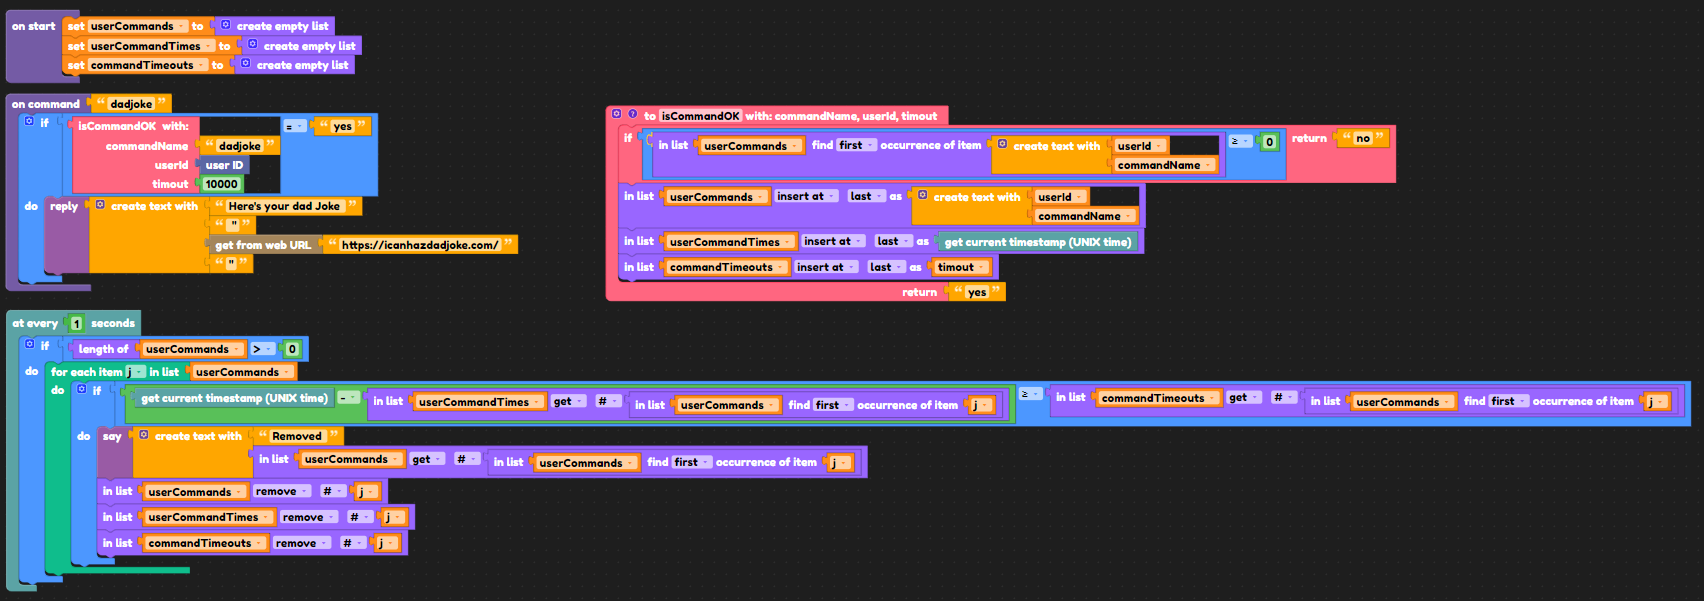 on start set userCommands to create empty list
set userCommandTimes to create empty list
set commandTimeouts to create empty list
on command “ dadjoke ”
if isCommandOK with: = “ yes ”
commandName “ dadjoke ”
userId user ID
timout 10000
do reply create text with “ Here's your dad Joke ”
“ " ”
get from web URL “ https://icanhazdadjoke.com/ ”
“ " ”
to isCommandOK with: commandName, userId, timout
if in list userCommands find first occurrence of item create text with userId ≥ 0 return “ no ”
commandName
in list userCommands insert at last as create text with userId
commandName
in list userCommandTimes insert at last as get current timestamp (UNIX time)
in list commandTimeouts insert at last as timout
return “ yes ”
at every 1 seconds
if length of userCommands > 0
do for each item j in list userCommands
do if get current timestamp (UNIX time) - in list userCommandTimes get # in list userCommands find first occurrence of item j ≥ in list commandTimeouts get # in list userCommands find first occurrence of item j
do say create text with “ Removed ”
in list userCommands get # in list userCommands find first occurrence of item j
in list userCommands remove # j
in list userCommandTimes remove # j
in list commandTimeouts remove # j